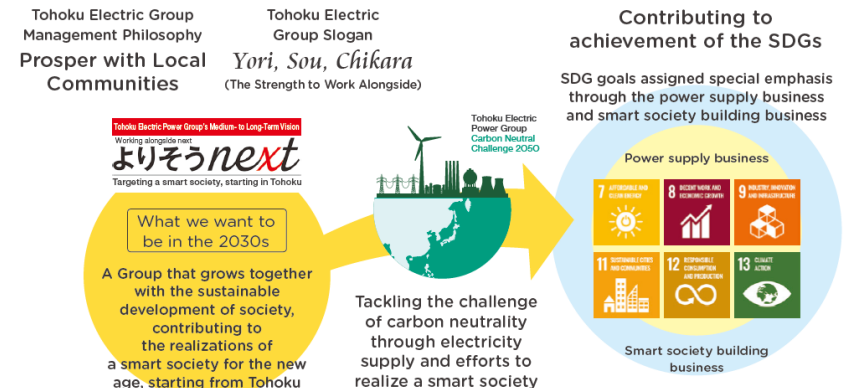 Tohoku Electric Group
Management Philosophy
Prosper with Local
Communities
Tohoku Electric
Group Slogan
Yori, Sou, Chikara
(The Strength to Work Alongside)
Contributing to
achievement of the SDGs
SDG goals assigned special emphasis
through the power supply business
and smart society building business
Tohoku Electric Power Group's Medium- to Long-Term Vision
Working alongside next
よりそうnext
Targeting a smart society, starting in Tohoku
What we want to
be in the 2030s
A Group that grows together
with the sustainable
development of society,
contributing to
the realizations of
a smart society for the new
age, starting from Tohoku
Tohoku Electric
Power Group
Carbon Neutral
Challenge 2050
Tackling the challenge
of carbon neutrality
through electricity
supply and efforts to
realize a smart society
Power supply business
7 AFFORDABLE AND
CLEAN ENERGY
8 DECENT WORK AND
ECONOMIC GROWTH
9 INDUSTRY, INNOVATION
AND INFRASTRUCTURE
11 SUSTAINABLE CITIES
AND COMMUNITIES
12 RESPONSIBLE
CONSUMPTION
AND PRODUCTION
13 CLIMATE
ACTION
Smart society building
business